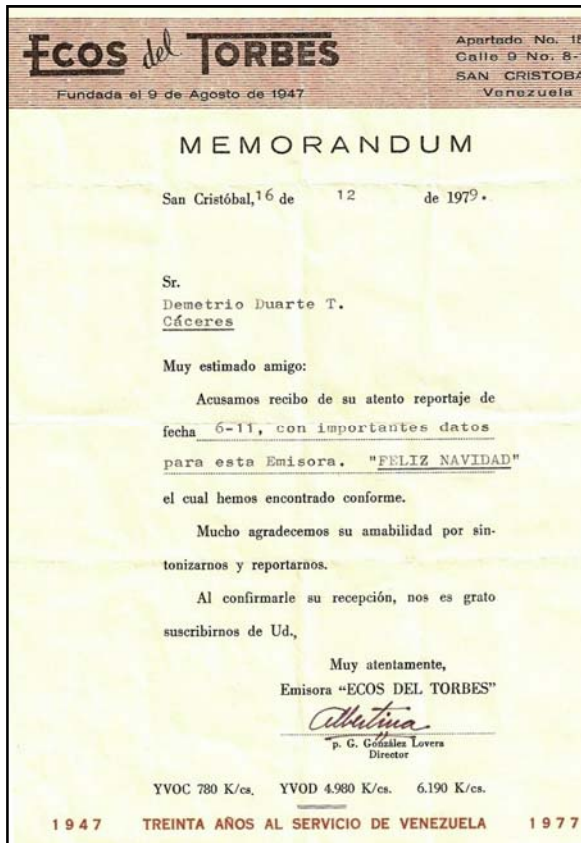 Ecos del TORBES
Fundada el 9 de Agosto de 1947
Apartado No.
Calle 9 No. 8-
SAN CRISTOBA
Venezuela
MEMORANDUM
San Cristóbal, 16 de 12 de 1979.
Sr.
Demetrio Duarte T.
Cáceres
Muy estimado amigo:
Acusamos recibo de su atento reportaje de
fecha 6-11, con importantes datos
para esta Emisora. "FELIZ NAVIDAD"
el cual hemos encontrado conforme.
Mucho agradecemos su amabilidad por sin-
tonizarnos y reportarnos.
Al confirmarle su recepción, nos es grato
suscribirnos de Ud.,
Muy atentamente,
Emisora "ECOS DEL TORBES"
Albertina
p. G. González Lovera
Director
YVOC 780 K/cs. YVOD 4.980 K/cs. 6.190 K/cs.
1947 TREINTA AÑOS AL SERVICIO DE VENEZUELA 1977